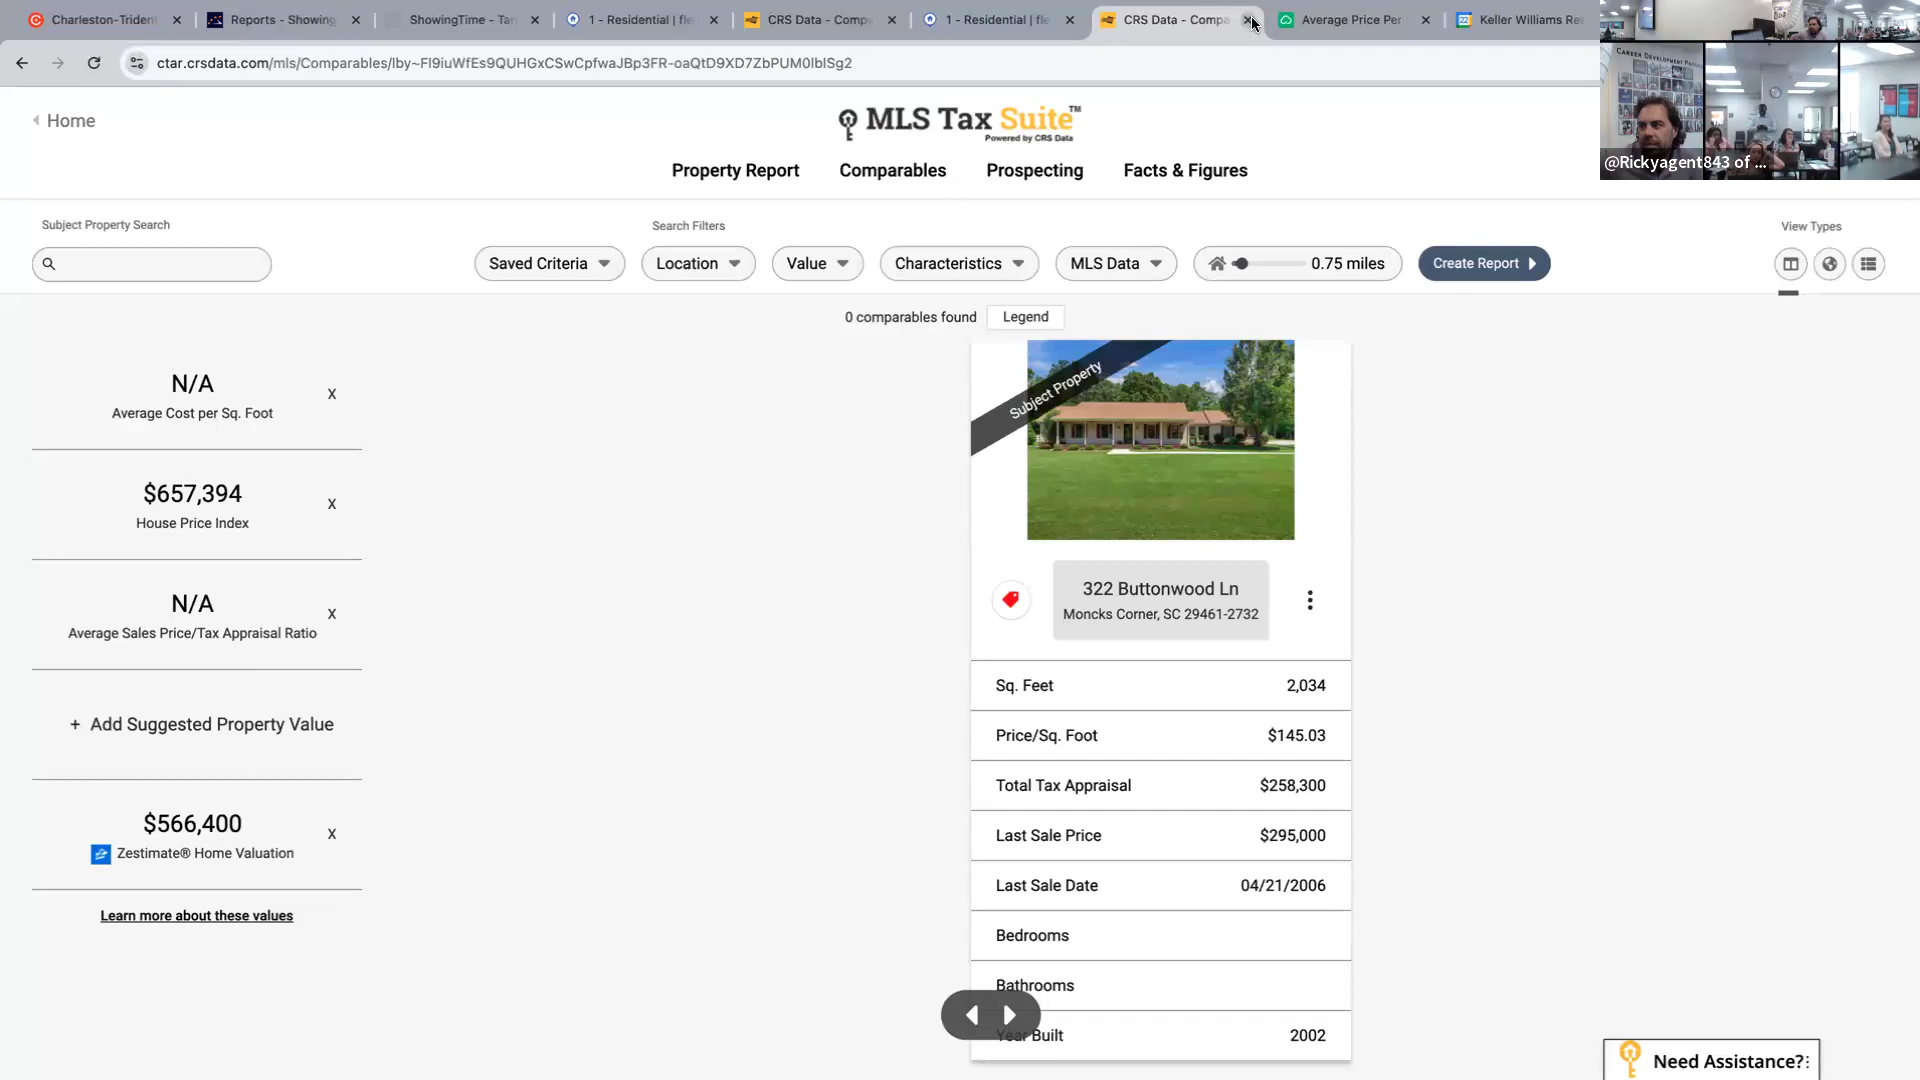 Charleston-Trident
Reports - Showing
ShowingTime - Tar
1 - Residential | fle
CRS Data - Compa
1 - Residential | fle
CRS Data - Compa
Average Price Per
Keller Williams Rea
ctar.crsdata.com/mls/Comparables/Iby~FI9iuWfEs9QUHGxCSwCpfwaJBp3FR-oaQtD9XD7ZbPUM0IbISg2
@Rickyagent843 of ...
Home
MLS Tax Suite™
Powered by CRS Data
Property Report
Comparables
Prospecting
Facts & Figures
Subject Property Search
Search Filters
View Types
Saved Criteria
Location
Value
Characteristics
MLS Data
0.75 miles
Create Report
0 comparables found
Legend
N/A
X
Average Cost per Sq. Foot
$657,394
X
House Price Index
N/A
X
Average Sales Price/Tax Appraisal Ratio
+ Add Suggested Property Value
$566,400
X
Zestimate® Home Valuation
Learn more about these values
Subject Property
322 Buttonwood Ln
Moncks Corner, SC 29461-2732
Sq. Feet 2,034
Price/Sq. Foot $145.03
Total Tax Appraisal $258,300
Last Sale Price $295,000
Last Sale Date 04/21/2006
Bedrooms
Bathrooms
Year Built 2002
Need Assistance?